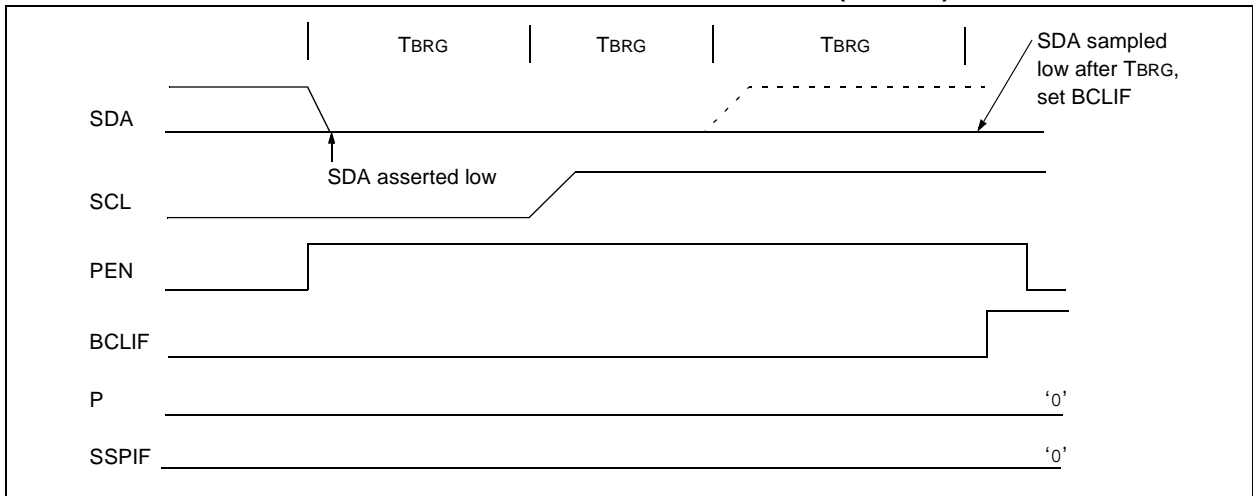 TBRG TBRG TBRG
SDA sampled
low after TBRG,
set BCLIF
SDA
SDA asserted low
SCL
PEN
BCLIF
P
‘0’
SSPIF
‘0’